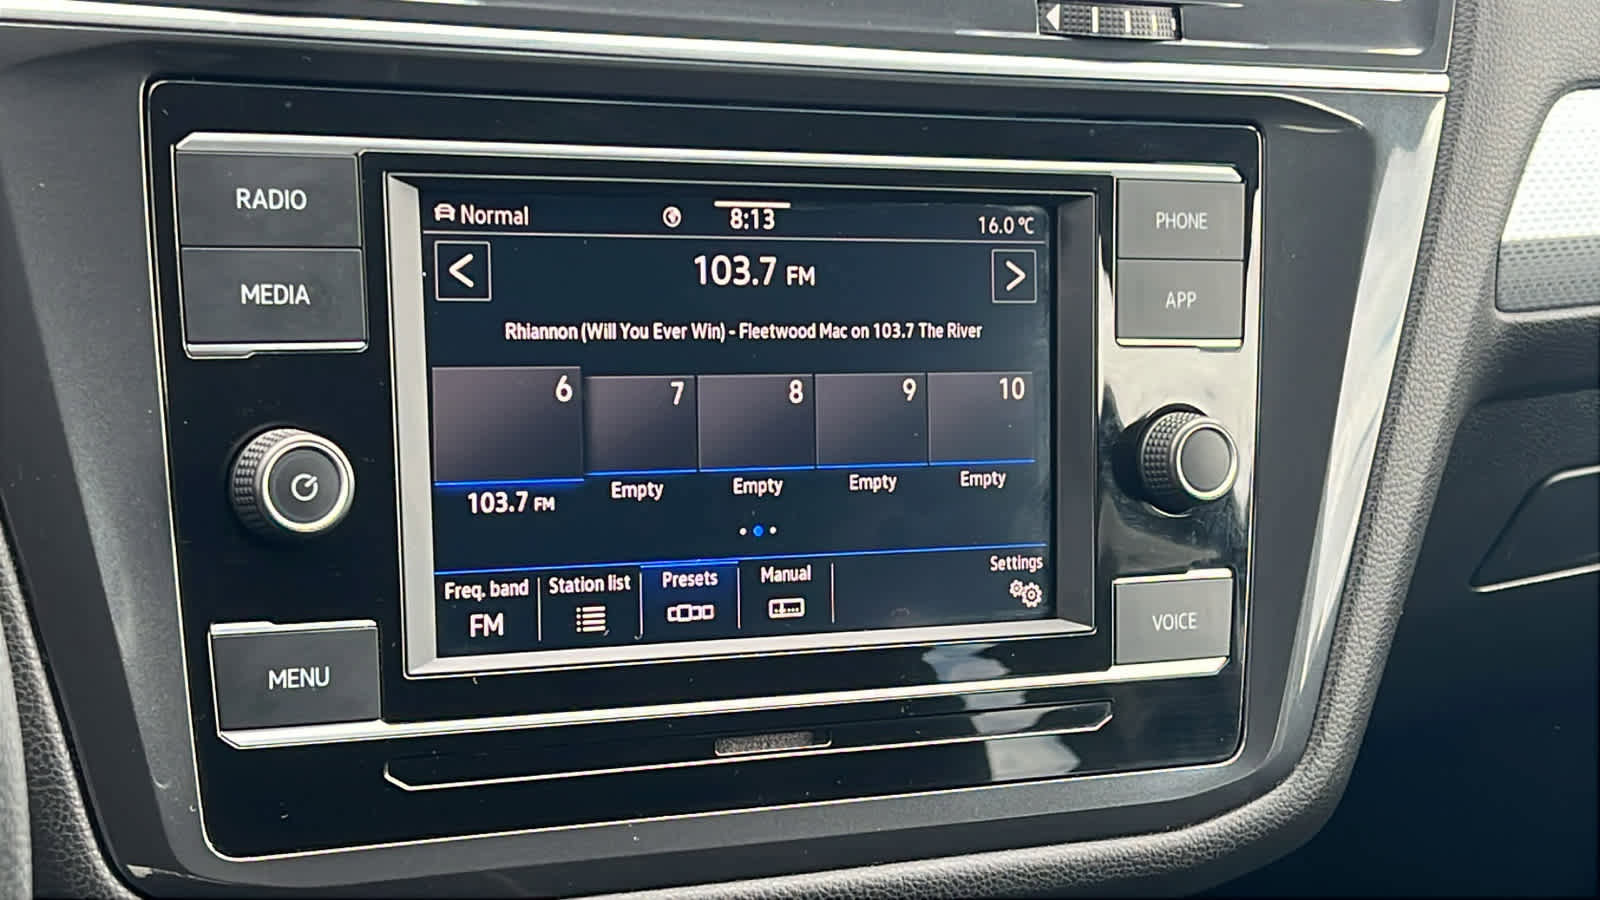 RADIO
MEDIA
MENU
Normal
8:13
16.0 °C
<
103.7 FM
>
Rhiannon (Will You Ever Win) - Fleetwood Mac on 103.7 The River
6
7
8
9
10
103.7 FM
Empty
Empty
Empty
Empty
Freq. band
FM
Station list
Presets
Manual
Settings
PHONE
APP
VOICE